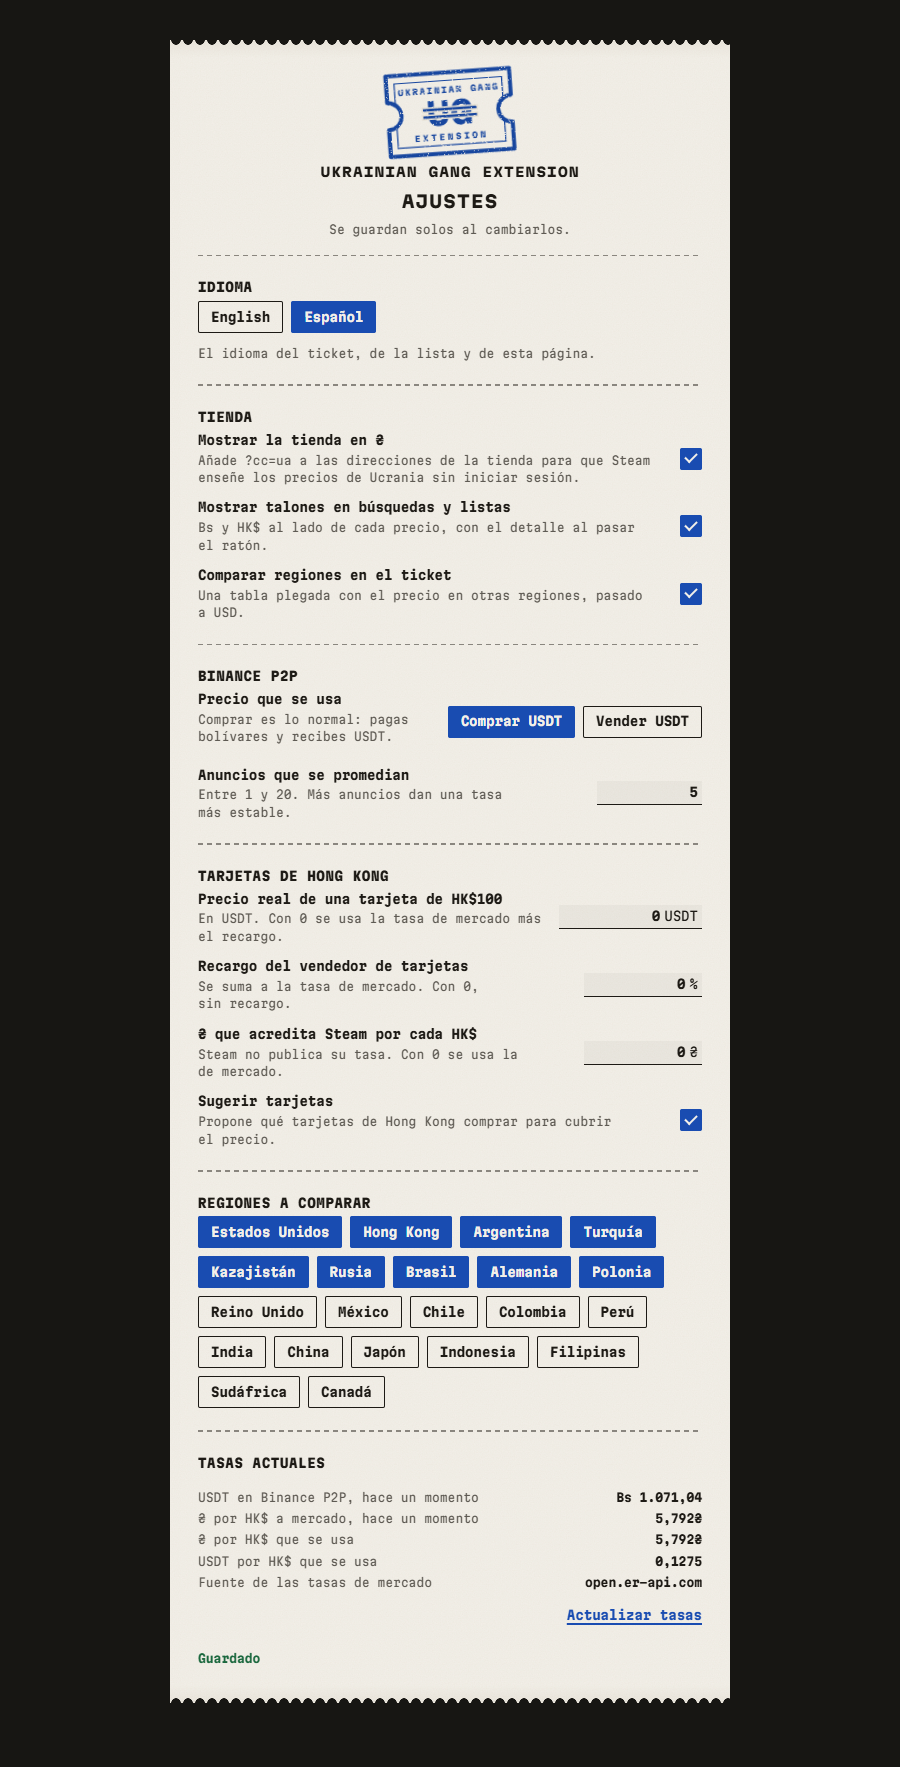 UKRAINIAN GANG
UG
EXTENSION
UKRAINIAN GANG EXTENSION
AJUSTES
Se guardan solos al cambiarlos.
IDIOMA
English Español
El idioma del ticket, de la lista y de esta página.
TIENDA
Mostrar la tienda en ₴
Añade ?cc=ua a las direcciones de la tienda para que Steam
enseñe los precios de Ucrania sin iniciar sesión.
Mostrar talones en búsquedas y listas
Bs y HK$ al lado de cada precio, con el detalle al pasar
el ratón.
Comparar regiones en el ticket
Una tabla plegada con el precio en otras regiones, pasado
a USD.
BINANCE P2P
Precio que se usa
Comprar es lo normal: pagas
bolívares y recibes USDT.
Comprar USDT Vender USDT
Anuncios que se promedian
Entre 1 y 20. Más anuncios dan una tasa
más estable.
5
TARJETAS DE HONG KONG
Precio real de una tarjeta de HK$100
En USDT. Con 0 se usa la tasa de mercado más
el recargo.
0 USDT
Recargo del vendedor de tarjetas
Se suma a la tasa de mercado. Con 0,
sin recargo.
0 %
₴ que acredita Steam por cada HK$
Steam no publica su tasa. Con 0 se usa la
de mercado.
0 ₴
Sugerir tarjetas
Propone qué tarjetas de Hong Kong comprar para cubrir
el precio.
REGIONES A COMPARAR
Estados Unidos Hong Kong Argentina Turquía
Kazajistán Rusia Brasil Alemania Polonia
Reino Unido México Chile Colombia Perú
India China Japón Indonesia Filipinas
Sudáfrica Canadá
TASAS ACTUALES
USDT en Binance P2P, hace un momento Bs 1.071,04
₴ por HK$ a mercado, hace un momento 5,792₴
₴ por HK$ que se usa 5,792₴
USDT por HK$ que se usa 0,1275
Fuente de las tasas de mercado open.er-api.com
Actualizar tasas
Guardado